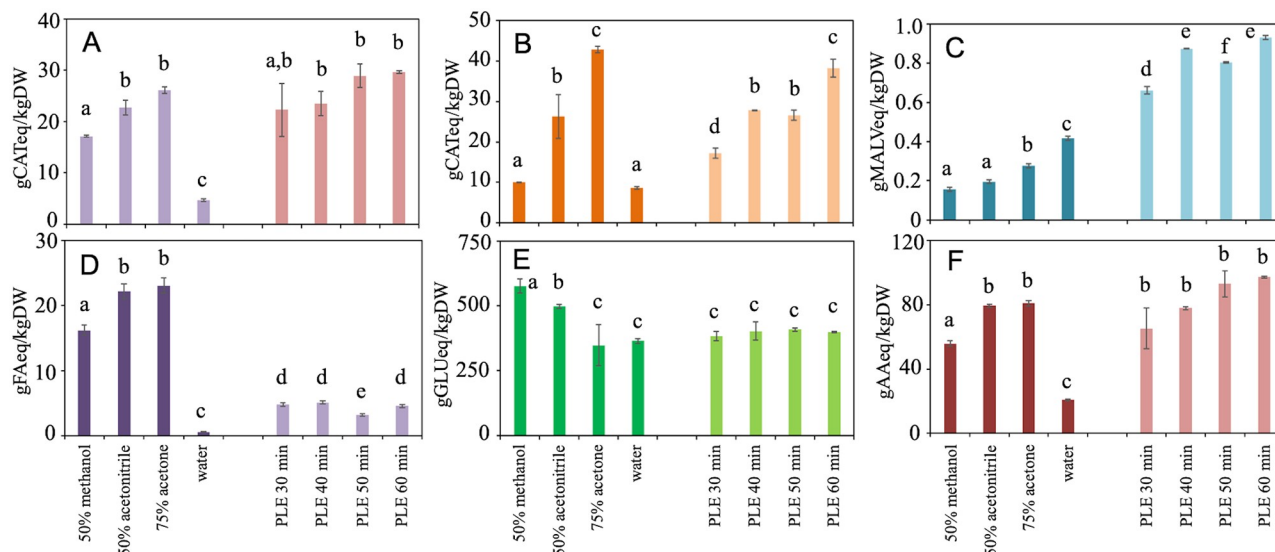 A
gCATeq/kgDW
40
30
20
10
0
a
b
b
c
a,b
b
b
b
B
gCATeq/kgDW
50
40
30
20
10
0
a
b
c
a
d
b
b
c
C
gMALVeq/kgDW
1.0
0.8
0.6
0.4
0.2
0
a
a
b
c
d
e
f
e
D
gFAeq/kgDW
30
20
10
0
a
b
b
c
d
d
e
d
50% methanol
50% acetonitrile
75% acetone
water
PLE 30 min
PLE 40 min
PLE 50 min
PLE 60 min
E
gGLUeq/kgDW
750
500
250
0
a
b
c
c
c
c
c
c
50% methanol
50% acetonitrile
75% acetone
water
PLE 30 min
PLE 40 min
PLE 50 min
PLE 60 min
F
gAAeq/kgDW
120
80
40
0
a
b
b
c
b
b
b
b
50% methanol
50% acetonitrile
75% acetone
water
PLE 30 min
PLE 40 min
PLE 50 min
PLE 60 min